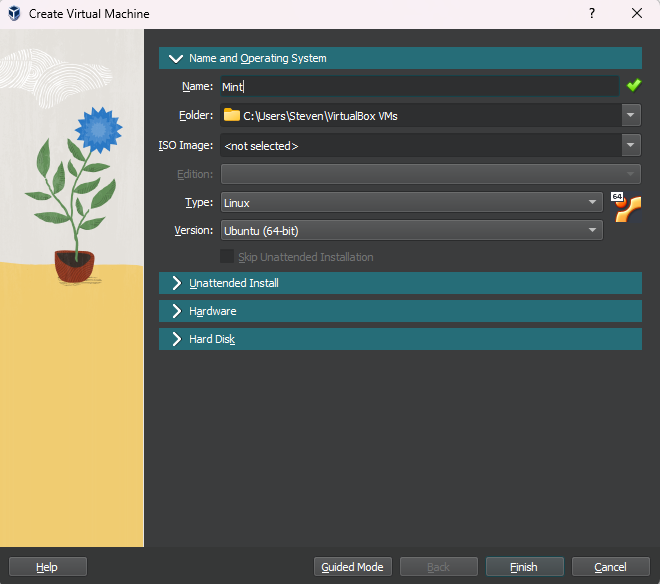 Create Virtual Machine
?
Name and Operating System
Name: Mint
Folder: C:\Users\Steven\VirtualBox VMs
ISO Image: <not selected>
Edition:
Type: Linux
64
Version: Ubuntu (64-bit)
Skip Unattended Installation
Unattended Install
Hardware
Hard Disk
Help Guided Mode Back Finish Cancel